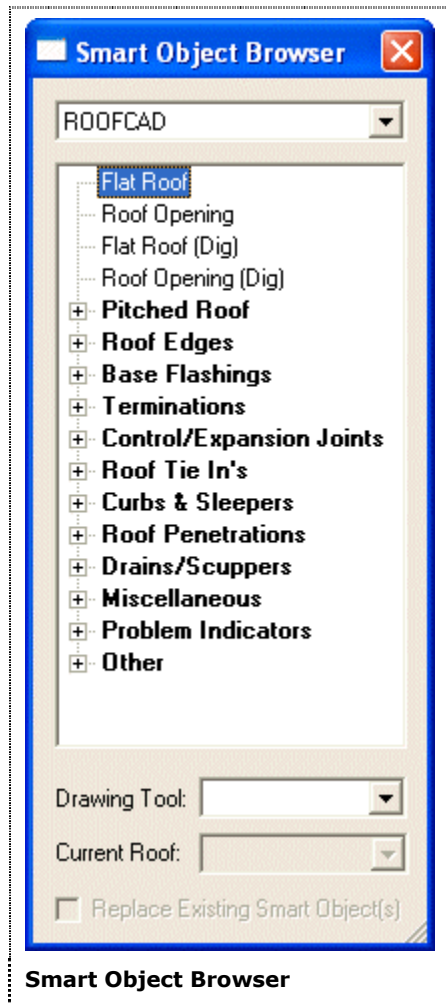 Smart Object Browser
ROOFCAD
Flat Roof
Roof Opening
Flat Roof (Dig)
Roof Opening (Dig)
Pitched Roof
Roof Edges
Base Flashings
Terminations
Control/Expansion Joints
Roof Tie In's
Curbs & Sleepers
Roof Penetrations
Drains/Scuppers
Miscellaneous
Problem Indicators
Other
Drawing Tool:
Current Roof:
Replace Existing Smart Object(s)
Smart Object Browser